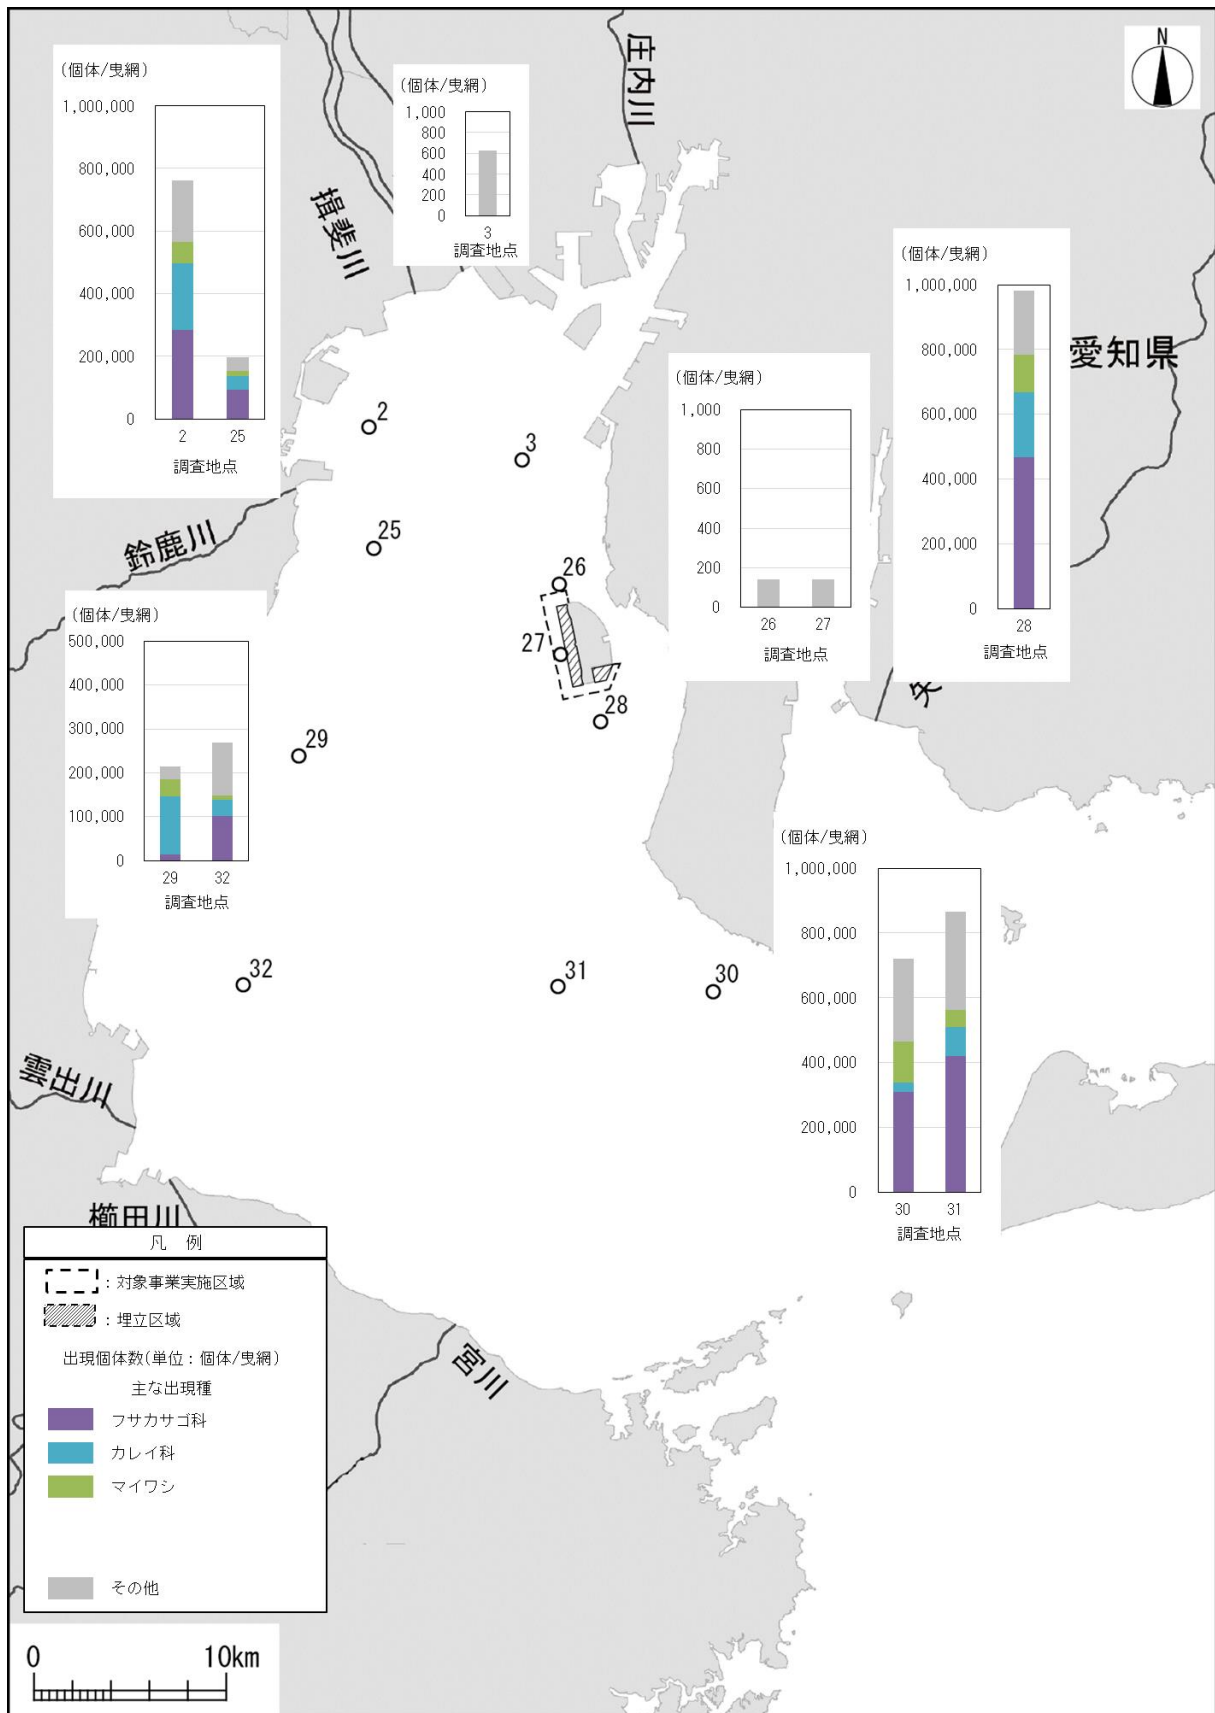 (個体/曳網)
1,000,000
800,000
600,000
400,000
200,000
0
2 25
調査地点
(個体/曳網)
1,000
800
600
400
200
0
3
調査地点
庄内川
N
揖斐川
(個体/曳網)
1,000,000
800,000
600,000
400,000
200,000
0
28
調査地点
愛知県
(個体/曳網)
1,000
800
600
400
200
0
26 27
調査地点
2
3
25
26
27
28
29
鈴鹿川
(個体/曳網)
500,000
400,000
300,000
200,000
100,000
0
29 32
調査地点
(個体/曳網)
1,000,000
800,000
600,000
400,000
200,000
0
30 31
調査地点
32
31
30
雲出川
櫛田川
宮川
凡 例
：対象事業実施区域
：埋立区域
出現個体数(単位：個体/曳網)
主な出現種
フサカサゴ科
カレイ科
マイワシ
その他
0 10km